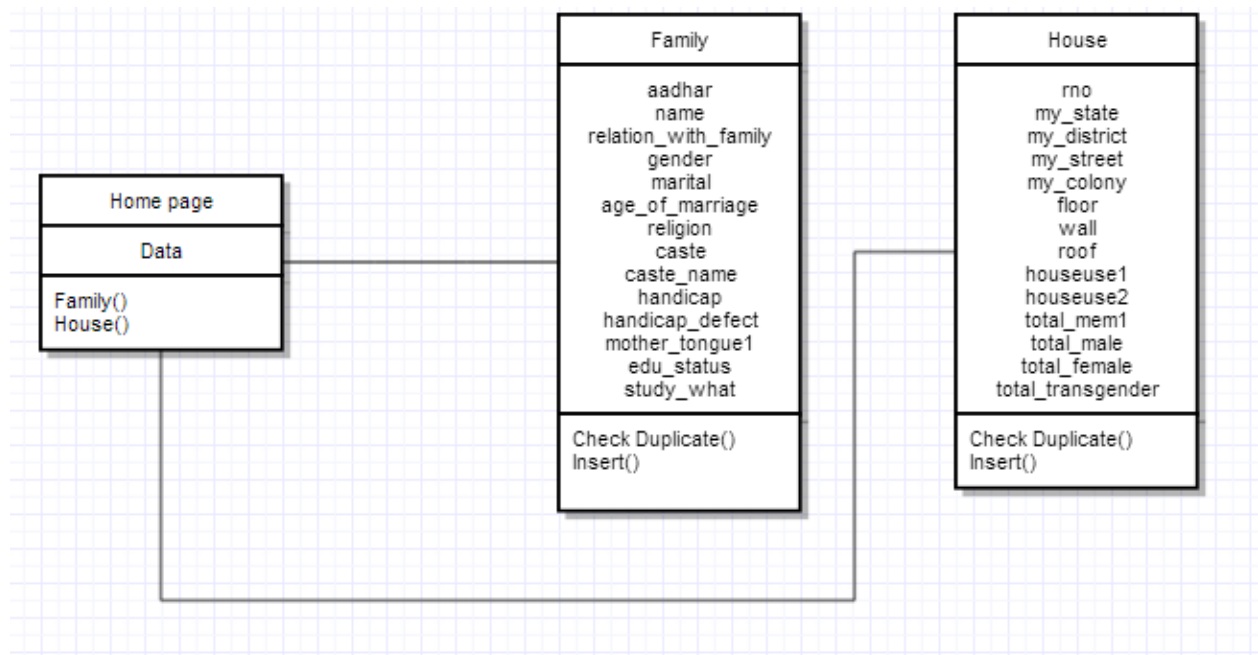 Home page
Data
Family()
House()
Family
aadhar
name
relation_with_family
gender
marital
age_of_marriage
religion
caste
caste_name
handicap
handicap_defect
mother_tongue1
edu_status
study_what
Check Duplicate()
Insert()
House
rno
my_state
my_district
my_street
my_colony
floor
wall
roof
houseuse1
houseuse2
total_mem1
total_male
total_female
total_transgender
Check Duplicate()
Insert()